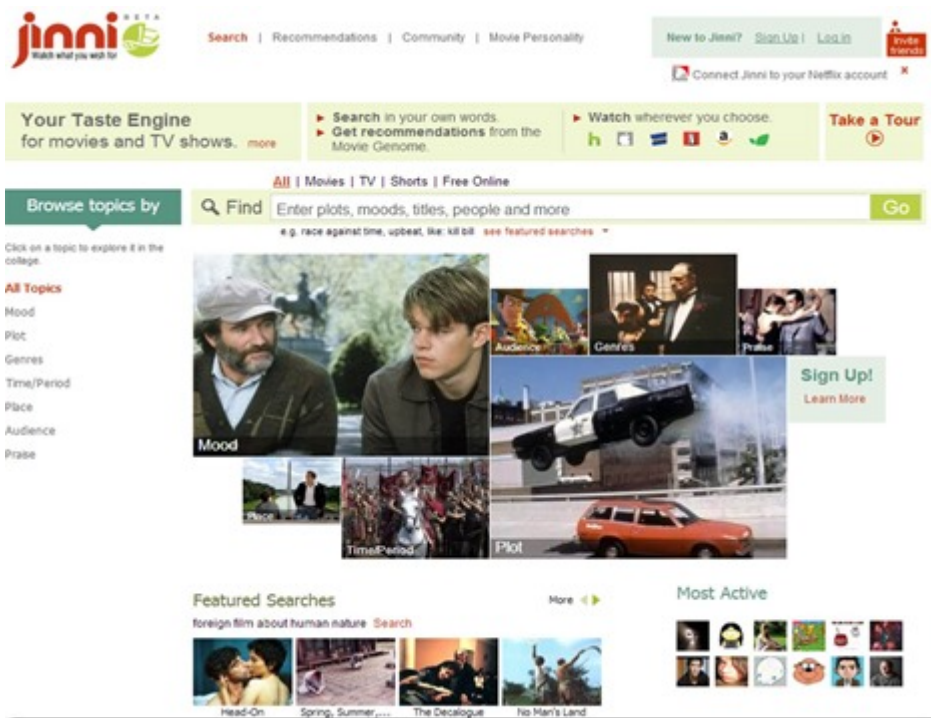 jinni BETA
Watch what you wish for
Search | Recommendations | Community | Movie Personality
New to Jinni? Sign Up | Log in
Invite friends
Connect Jinni to your Netflix account ×
Your Taste Engine
for movies and TV shows. more
Search in your own words.
Get recommendations from the
Movie Genome.
Watch wherever you choose.
Take a Tour
All | Movies | TV | Shorts | Free Online
Browse topics by
Find Enter plots, moods, titles, people and more Go
e.g. race against time, upbeat, like: kill bill see featured searches
Click on a topic to explore it in the
collage.
All Topics
Mood
Plot
Genres
Time/Period
Place
Audience
Praise
Mood
Audience
Genres
Praise
Sign Up!
Learn More
Place
Time/Period
Plot
Featured Searches
More
foreign film about human nature Search
Head-On
Spring, Summer,...
The Decalogue
No Man's Land
Most Active